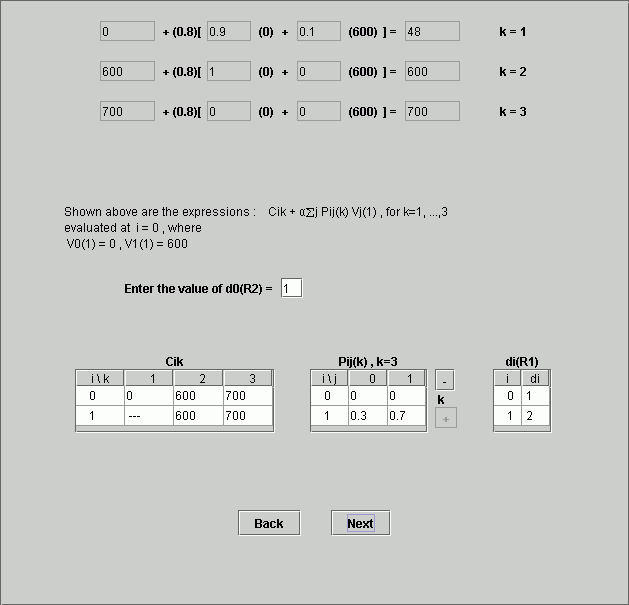 0 + (0.8)[ 0.9 (0) + 0.1 (600) ] = 48 k = 1
600 + (0.8)[ 1 (0) + 0 (600) ] = 600 k = 2
700 + (0.8)[ 0 (0) + 0 (600) ] = 700 k = 3
Shown above are the expressions : Cik + α∑j Pij(k) Vj(1) , for k=1, ...,3
evaluated at i = 0 , where
V0(1) = 0 , V1(1) = 600
Enter the value of d0(R2) = 1
Cik Pij(k) , k=3 di(R1)
i \ k 1 2 3 i \ j 0 1 - i di
0 0 600 700 0 0 0 k 0 1
1 --- 600 700 1 0.3 0.7 + 1 2
Back Next